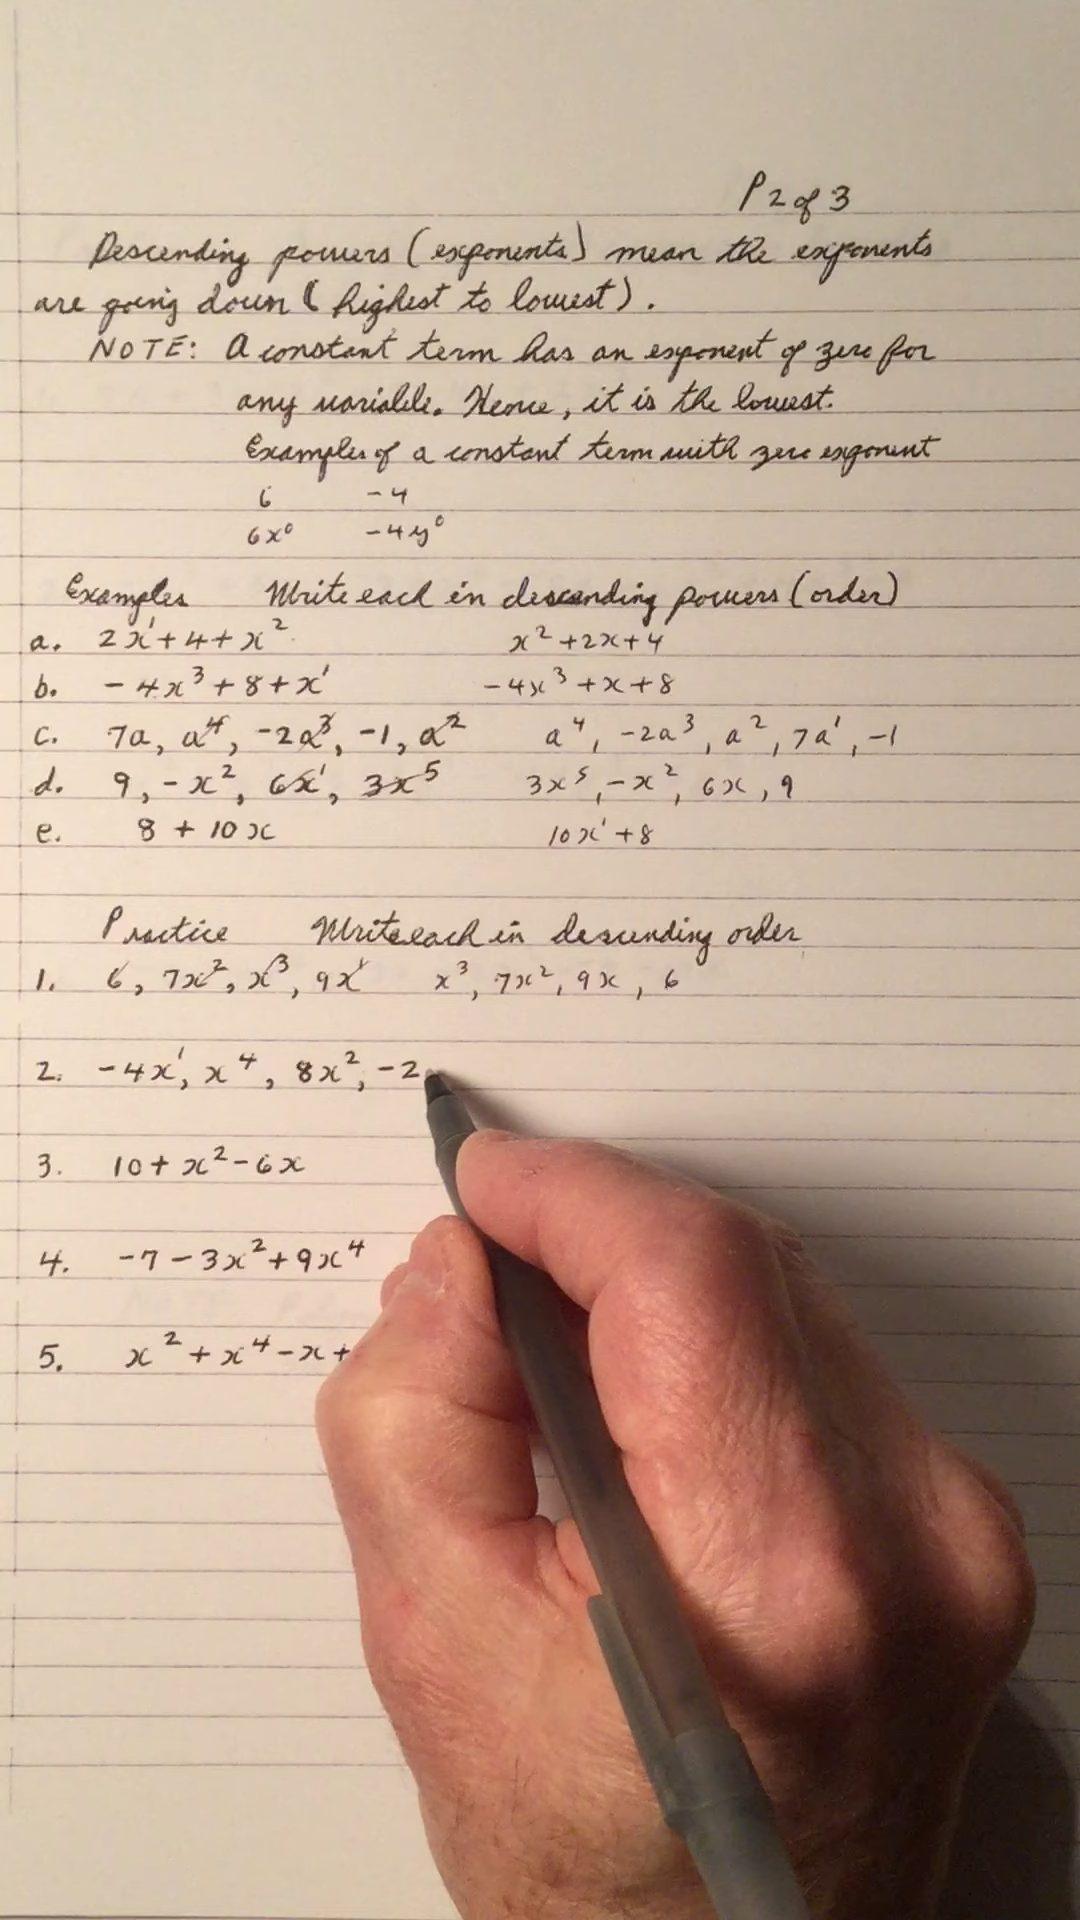 P 2 of 3
Descending powers (exponents) mean the exponents
are going down (highest to lowest).
NOTE: A constant term has an exponent of zero for
any variable. Hence, it is the lowest.
Examples of a constant term with zero exponent
6 -4
6x⁰ -4y⁰
Examples Write each in descending powers (order)
a. 2x¹+4+x² x²+2x+4
b. -4x³+8+x¹ -4x³+x+8
c. 7a, a⁴, -2a³, -1, a² a⁴, -2a³, a², 7a¹, -1
d. 9, -x², 6x¹, 3x⁵ 3x⁵, -x², 6x, 9
e. 8 + 10x 10x¹+8
Practice Write each in descending order
1. 6, 7x², x³, 9x¹ x³, 7x², 9x, 6
2. -4x¹, x⁴, 8x², -2
3. 10+x²-6x
4. -7-3x²+9x⁴
5. x²+x⁴-x+